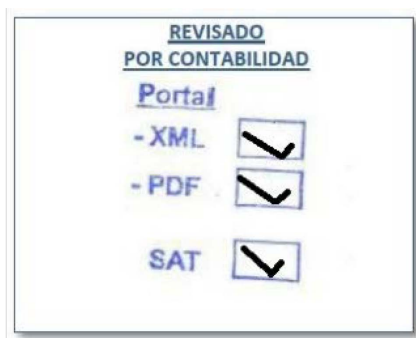 REVISADO
POR CONTABILIDAD
Portal
- XML
- PDF
SAT